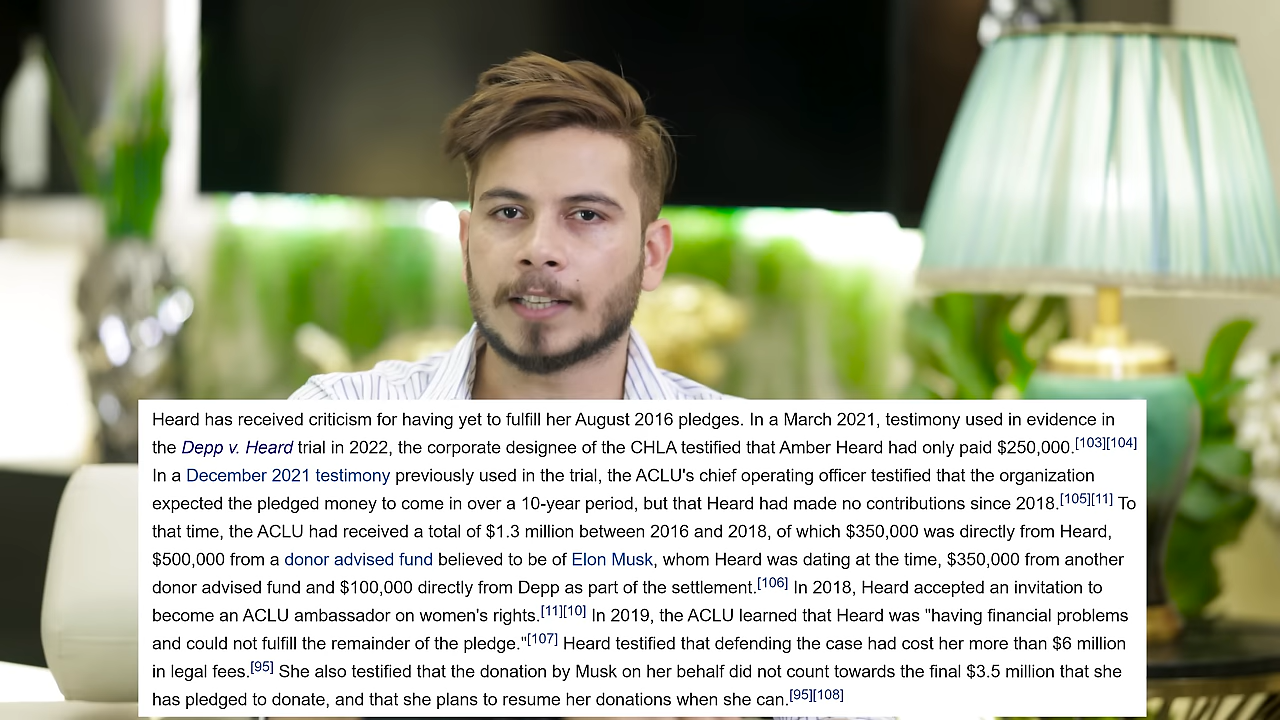 Heard has received criticism for having yet to fulfill her August 2016 pledges. In a March 2021, testimony used in evidence in
the Depp v. Heard trial in 2022, the corporate designee of the CHLA testified that Amber Heard had only paid $250,000.[103][104]
In a December 2021 testimony previously used in the trial, the ACLU's chief operating officer testified that the organization
expected the pledged money to come in over a 10-year period, but that Heard had made no contributions since 2018.[105][11] To
that time, the ACLU had received a total of $1.3 million between 2016 and 2018, of which $350,000 was directly from Heard,
$500,000 from a donor advised fund believed to be of Elon Musk, whom Heard was dating at the time, $350,000 from another
donor advised fund and $100,000 directly from Depp as part of the settlement.[106] In 2018, Heard accepted an invitation to
become an ACLU ambassador on women's rights.[11][10] In 2019, the ACLU learned that Heard was "having financial problems
and could not fulfill the remainder of the pledge."[107] Heard testified that defending the case had cost her more than $6 million
in legal fees.[95] She also testified that the donation by Musk on her behalf did not count towards the final $3.5 million that she
has pledged to donate, and that she plans to resume her donations when she can.[95][108]